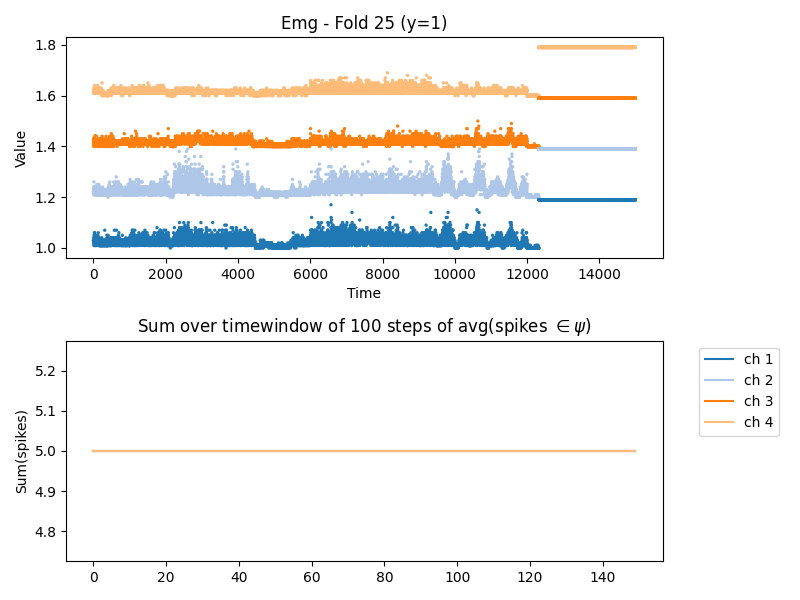 Emg - Fold 25 (y=1)
1.8
1.6
1.4
1.2
1.0
Value
0 2000 4000 6000 8000 10000 12000 14000
Time
Sum over timewindow of 100 steps of avg(spikes ∈ ψ)
5.2
5.1
5.0
4.9
4.8
Sum(spikes)
0 20 40 60 80 100 120 140
ch 1
ch 2
ch 3
ch 4